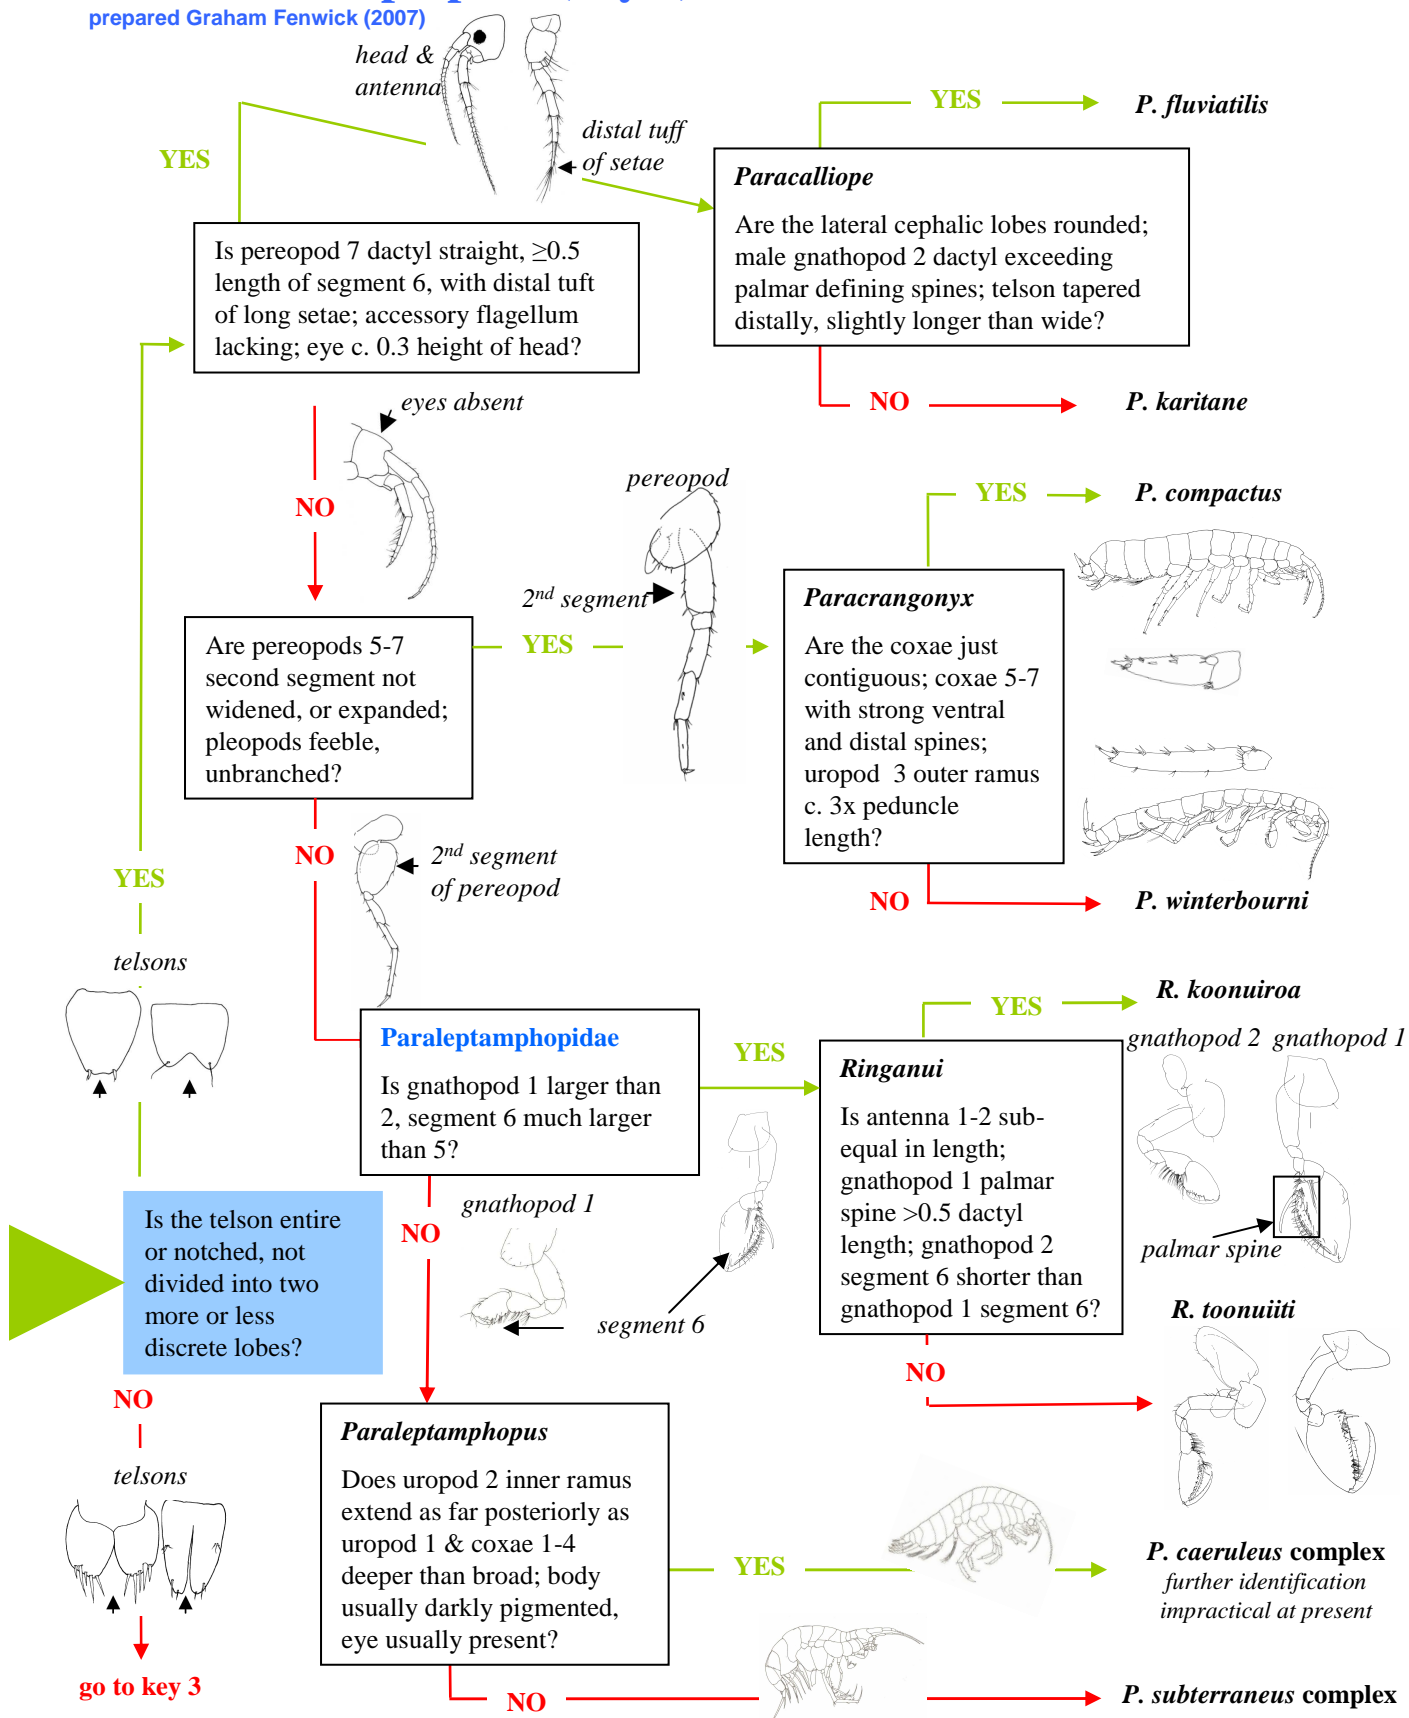 prepared Graham Fenwick (2007)
head &
antenna
distal tuff
of setae
YES
YES
P. fluviatilis
Paracalliope
Are the lateral cephalic lobes rounded;
male gnathopod 2 dactyl exceeding
palmar defining spines; telson tapered
distally, slightly longer than wide?
NO
P. karitane
Is pereopod 7 dactyl straight, ≥0.5
length of segment 6, with distal tuft
of long setae; accessory flagellum
lacking; eye c. 0.3 height of head?
eyes absent
NO
pereopod
2nd segment
YES
P. compactus
Paracrangonyx
Are the coxae just
contiguous; coxae 5-7
with strong ventral
and distal spines;
uropod 3 outer ramus
c. 3x peduncle
length?
NO
P. winterbourni
Are pereopods 5-7
second segment not
widened, or expanded;
pleopods feeble,
unbranched?
YES
NO
2nd segment
of pereopod
YES
telsons
Paraleptamphopidae
Is gnathopod 1 larger than
2, segment 6 much larger
than 5?
YES
YES
R. koonuiroa
gnathopod 2 gnathopod 1
Ringanui
Is antenna 1-2 sub-
equal in length;
gnathopod 1 palmar
spine >0.5 dactyl
length; gnathopod 2
segment 6 shorter than
gnathopod 1 segment 6?
palmar spine
R. toonuiiti
NO
gnathopod 1
NO
segment 6
Is the telson entire
or notched, not
divided into two
more or less
discrete lobes?
NO
telsons
go to key 3
Paraleptamphopus
Does uropod 2 inner ramus
extend as far posteriorly as
uropod 1 & coxae 1-4
deeper than broad; body
usually darkly pigmented,
eye usually present?
YES
P. caeruleus complex
further identification
impractical at present
NO
P. subterraneus complex